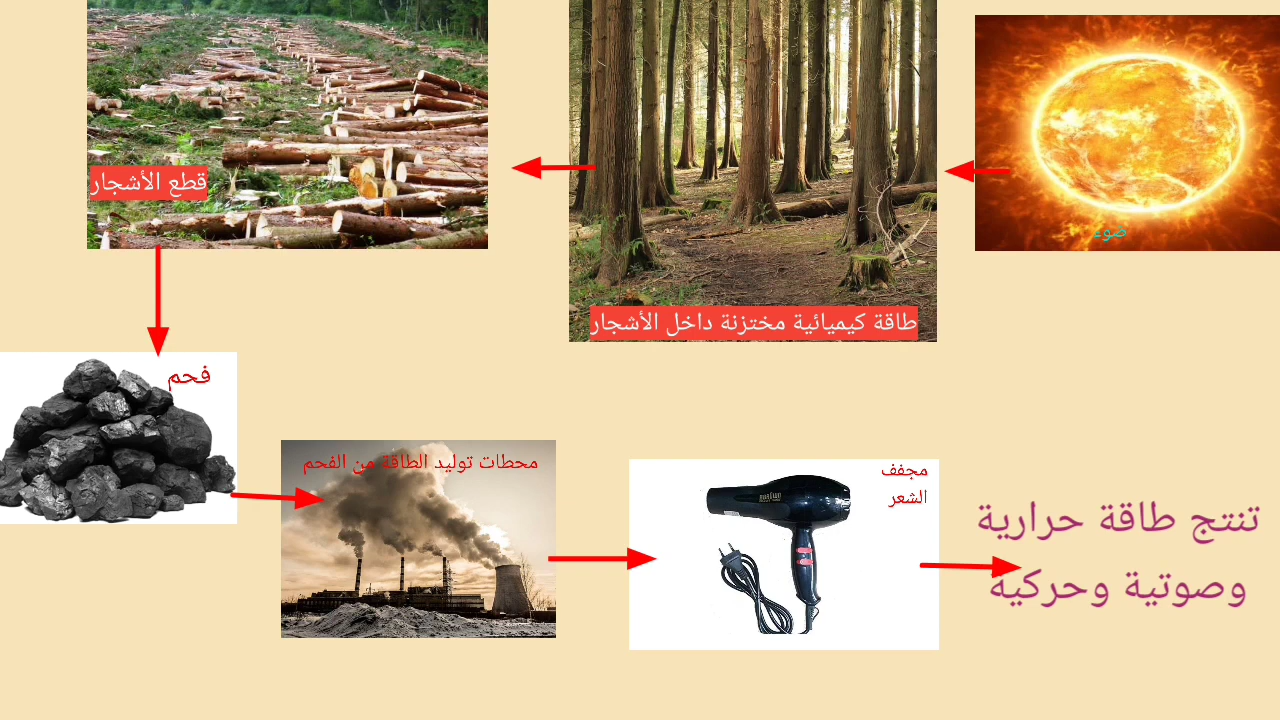 ضوء
طاقة كيميائية مختزنة داخل الأشجار
قطع الأشجار
فحم
محطات توليد الطاقة من الفحم
مجفف
الشعر
تنتج طاقة حرارية
وصوتية وحركيه